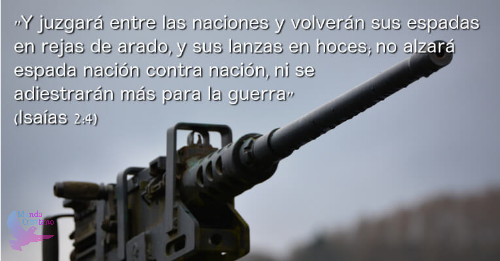 "Y juzgará entre las naciones y volverán sus espadas
en rejas de arado, y sus lanzas en hoces; no alzará
espada nación contra nación, ni se
adiestrarán más para la guerra"
(Isaías 2:4)